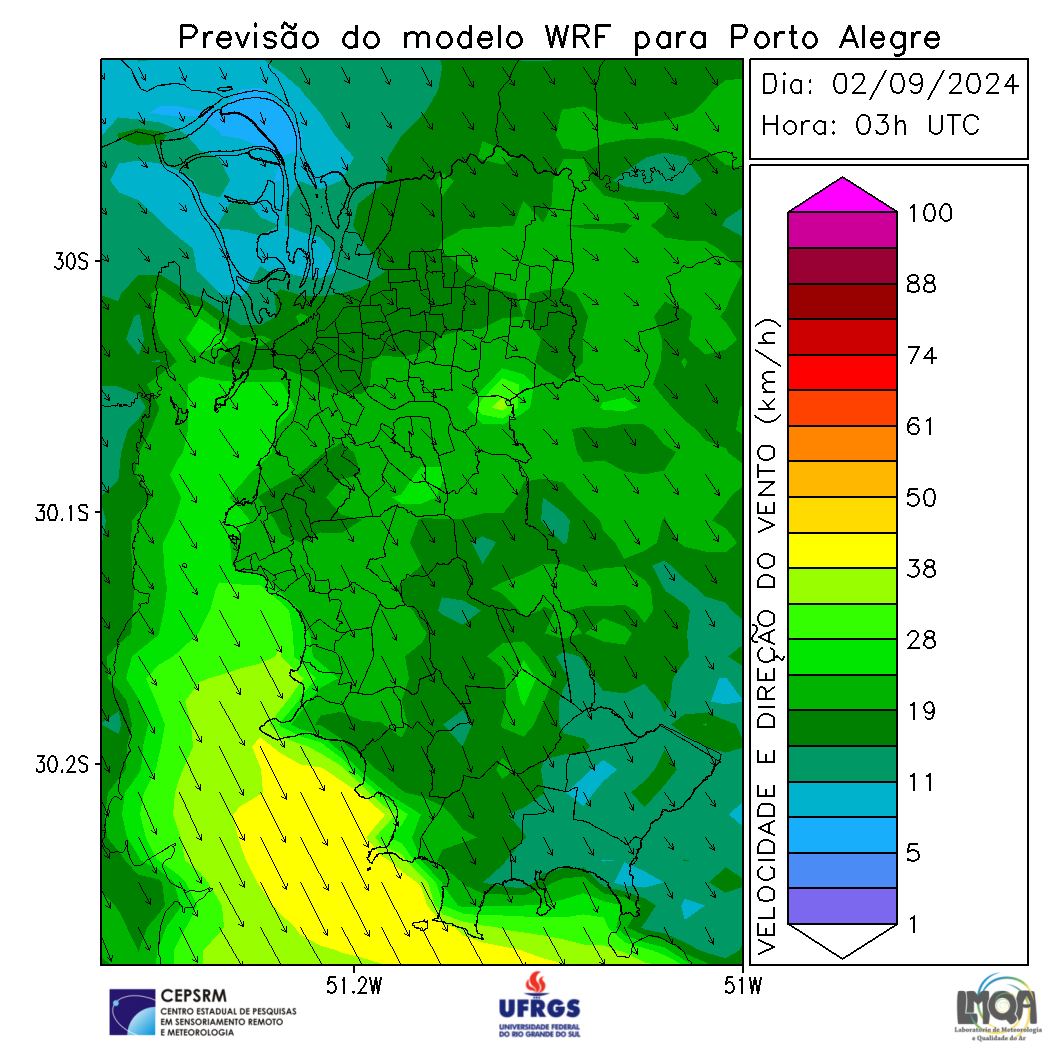 Previsão do modelo WRF para Porto Alegre
Dia: 02/09/2024
Hora: 03h UTC
30S
30.1S
30.2S
51.2W
51W
VELOCIDADE E DIREÇÃO DO VENTO (km/h)
100
88
74
61
50
38
28
19
11
5
1
CEPSRM
CENTRO ESTADUAL DE PESQUISAS
EM SENSORIAMENTO REMOTO
E METEOROLOGIA
UFRGS
UNIVERSIDADE FEDERAL
DO RIO GRANDE DO SUL
LMQA
Laboratório de Meteorologia
e Qualidade do Ar